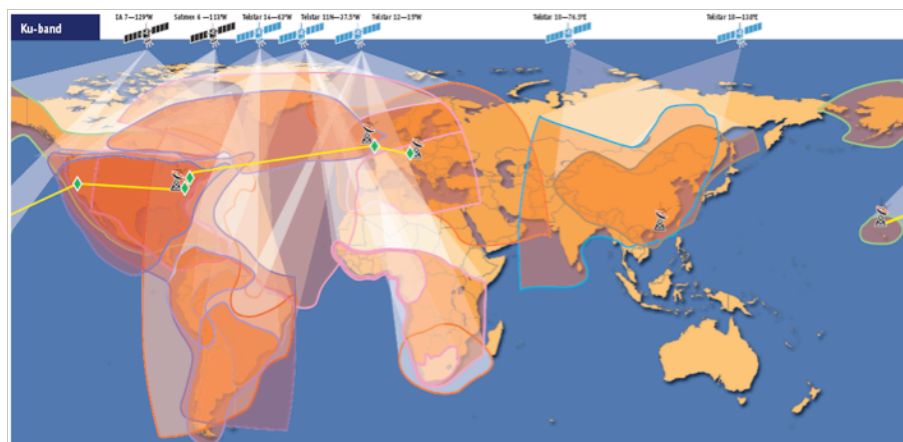 Ku-band
IA 7—129°W
Satmex 6 —113°W
Telstar 14—63°W
Telstar 11N—37.5°W
Telstar 12—15°W
Telstar 10—76.5°E
Telstar 18—138°E